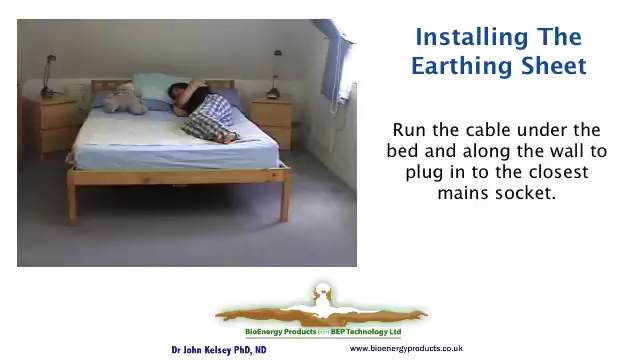 Installing The
Earthing Sheet
Run the cable under the
bed and along the wall to
plug in to the closest
mains socket.
BioEnergy Products from BEP Technology Ltd
Dr John Kelsey PhD, ND
www.bioenergyproducts.co.uk